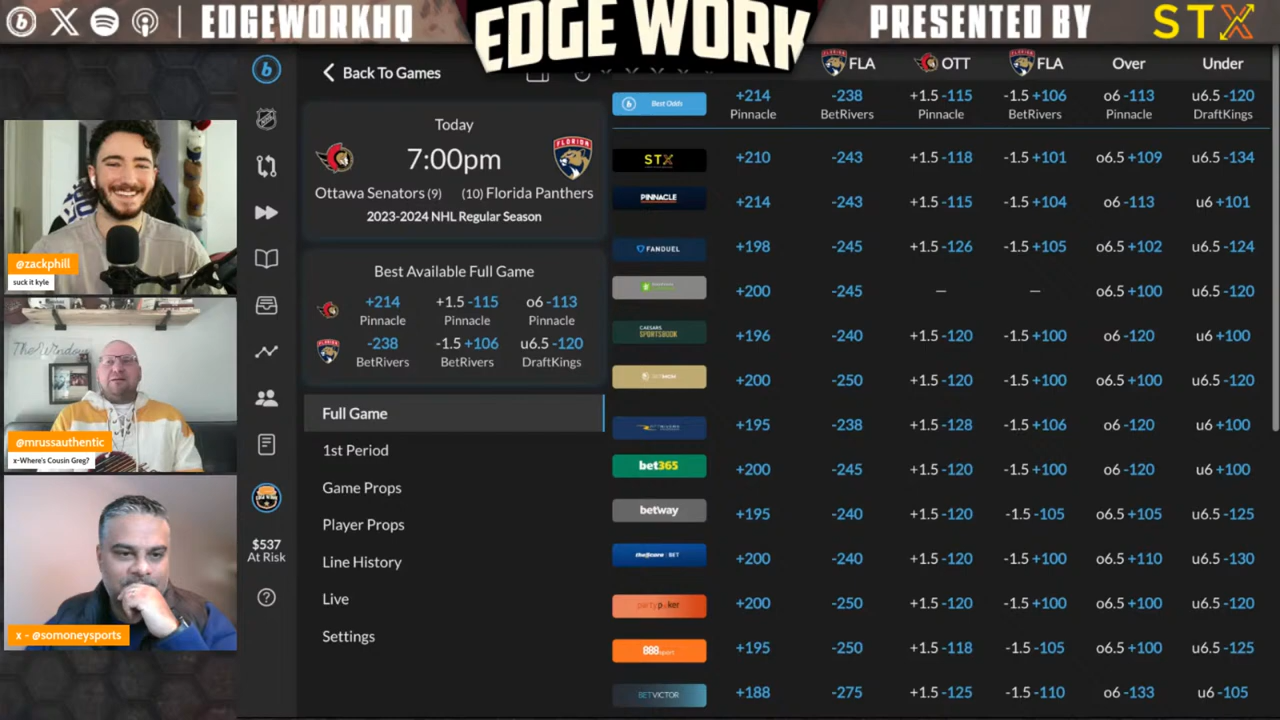 EDGEWORKHQ
EDGE WORK
PRESENTED BY STX
@zackphill
suck it kyle
The Window
@mrussauthentic
x-Where's Cousin Greg?
x - @somoneysports
$537
At Risk
Back To Games
Today
7:00pm
Ottawa Senators (9) (10) Florida Panthers
2023-2024 NHL Regular Season
Best Available Full Game
+214 +1.5 -115 o6 -113
Pinnacle Pinnacle Pinnacle
-238 -1.5 +106 u6.5 -120
BetRivers BetRivers DraftKings
Full Game
1st Period
Game Props
Player Props
Line History
Live
Settings
FLA OTT FLA Over Under
Best Odds +214 -238 +1.5 -115 -1.5 +106 o6 -113 u6.5 -120
Pinnacle BetRivers Pinnacle BetRivers Pinnacle DraftKings
STX +210 -243 +1.5 -118 -1.5 +101 o6.5 +109 u6.5 -134
PINNACLE +214 -243 +1.5 -115 -1.5 +104 o6 -113 u6 +101
FANDUEL +198 -245 +1.5 -126 -1.5 +105 o6.5 +102 u6.5 -124
+200 -245 — — o6.5 +100 u6.5 -120
CAESARS SPORTSBOOK +196 -240 +1.5 -120 -1.5 +100 o6 -120 u6 +100
BETMGM +200 -250 +1.5 -120 -1.5 +100 o6.5 +100 u6.5 -120
+195 -238 +1.5 -128 -1.5 +106 o6 -120 u6 +100
bet365 +200 -245 +1.5 -120 -1.5 +100 o6 -120 u6 +100
betway +195 -240 +1.5 -120 -1.5 -105 o6.5 +105 u6.5 -125
theScore BET +200 -240 +1.5 -120 -1.5 +100 o6.5 +110 u6.5 -130
partypoker +200 -250 +1.5 -120 -1.5 +100 o6.5 +100 u6.5 -120
888sport +195 -250 +1.5 -118 -1.5 -105 o6.5 +100 u6.5 -125
BETVICTOR +188 -275 +1.5 -125 -1.5 -110 o6 -133 u6 -105